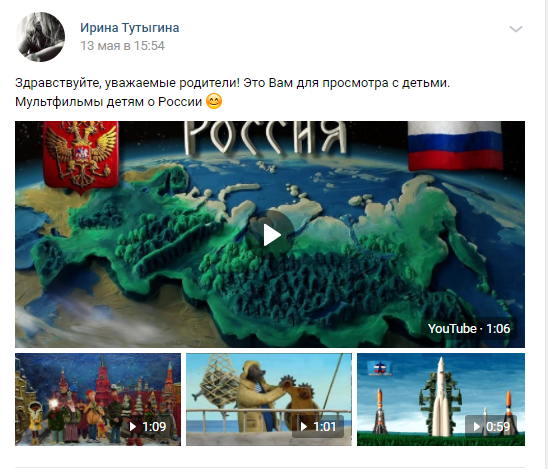 Ирина Тутыгина
13 мая в 15:54
Здравствуйте, уважаемые родители! Это Вам для просмотра с детьми.
Мультфильмы детям о России 😊
РОССИЯ
YouTube · 1:06
1:09
1:01
0:59